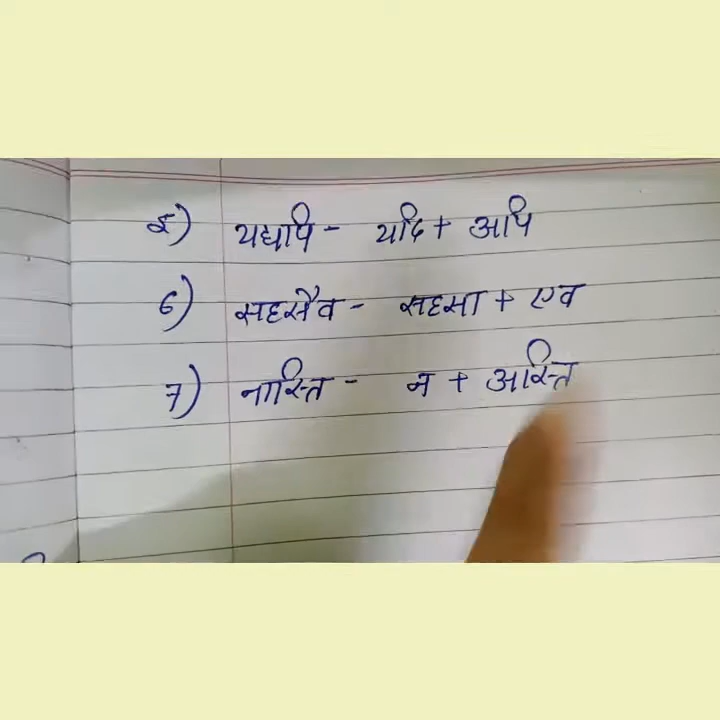 5) यद्यपि - यदि + अपि
6) सहसैव - सहसा + एव
7) नास्ति - न + अस्ति